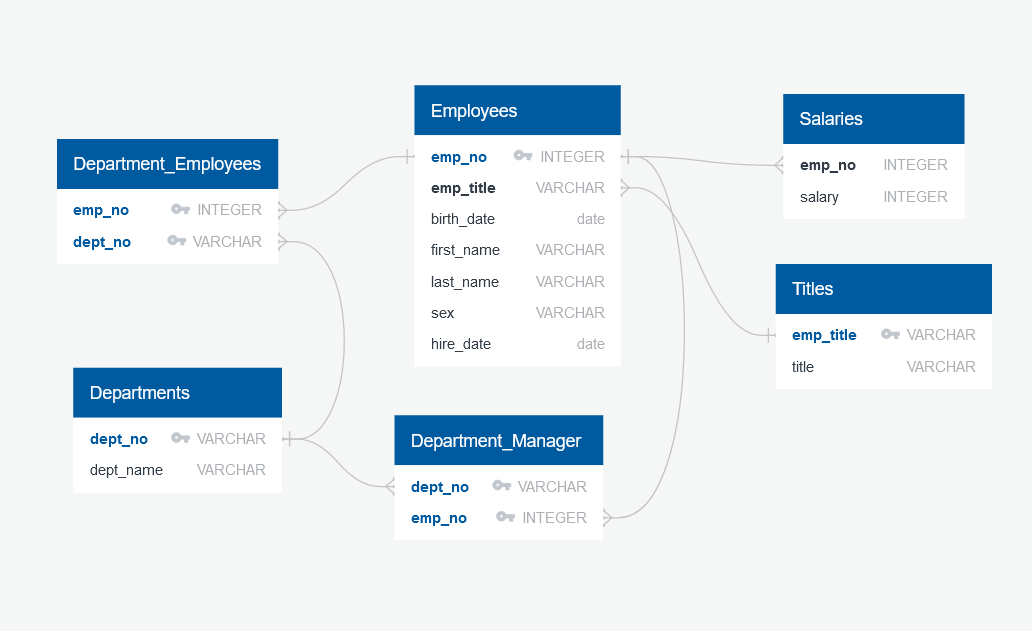 Department_Employees
emp_no INTEGER
dept_no VARCHAR
Employees
emp_no INTEGER
emp_title VARCHAR
birth_date date
first_name VARCHAR
last_name VARCHAR
sex VARCHAR
hire_date date
Salaries
emp_no INTEGER
salary INTEGER
Titles
emp_title VARCHAR
title VARCHAR
Departments
dept_no VARCHAR
dept_name VARCHAR
Department_Manager
dept_no VARCHAR
emp_no INTEGER